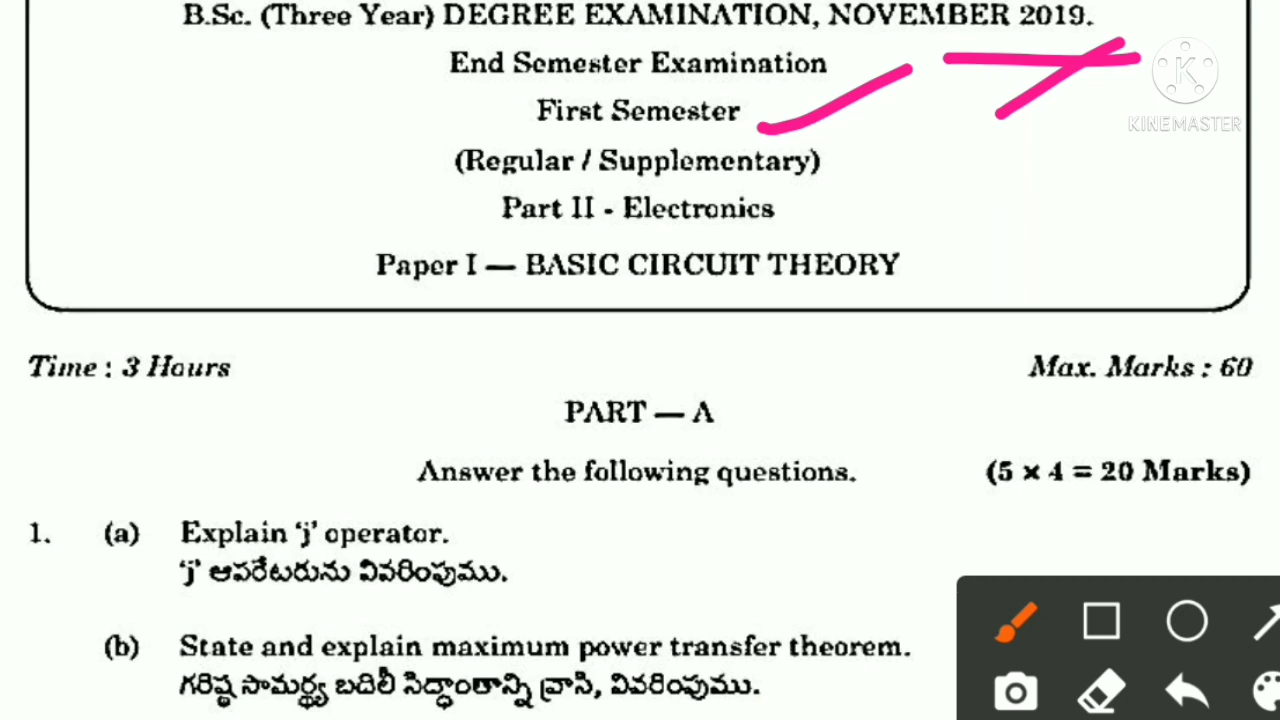 B.Sc. (Three Year) DEGREE EXAMINATION, NOVEMBER 2019.
End Semester Examination
First Semester
KINEMASTER
(Regular / Supplementary)
Part II - Electronics
Paper I — BASIC CIRCUIT THEORY
Time : 3 Hours Max. Marks : 60
PART — A
Answer the following questions. (5 × 4 = 20 Marks)
1. (a) Explain ‘j’ operator.
‘j’ ఆపరేటరును వివరింపుము.
(b) State and explain maximum power transfer theorem.
గరిష్ఠ సామర్థ్య బదిలీ సిద్ధాంతాన్ని వ్రాసి, వివరింపుము.